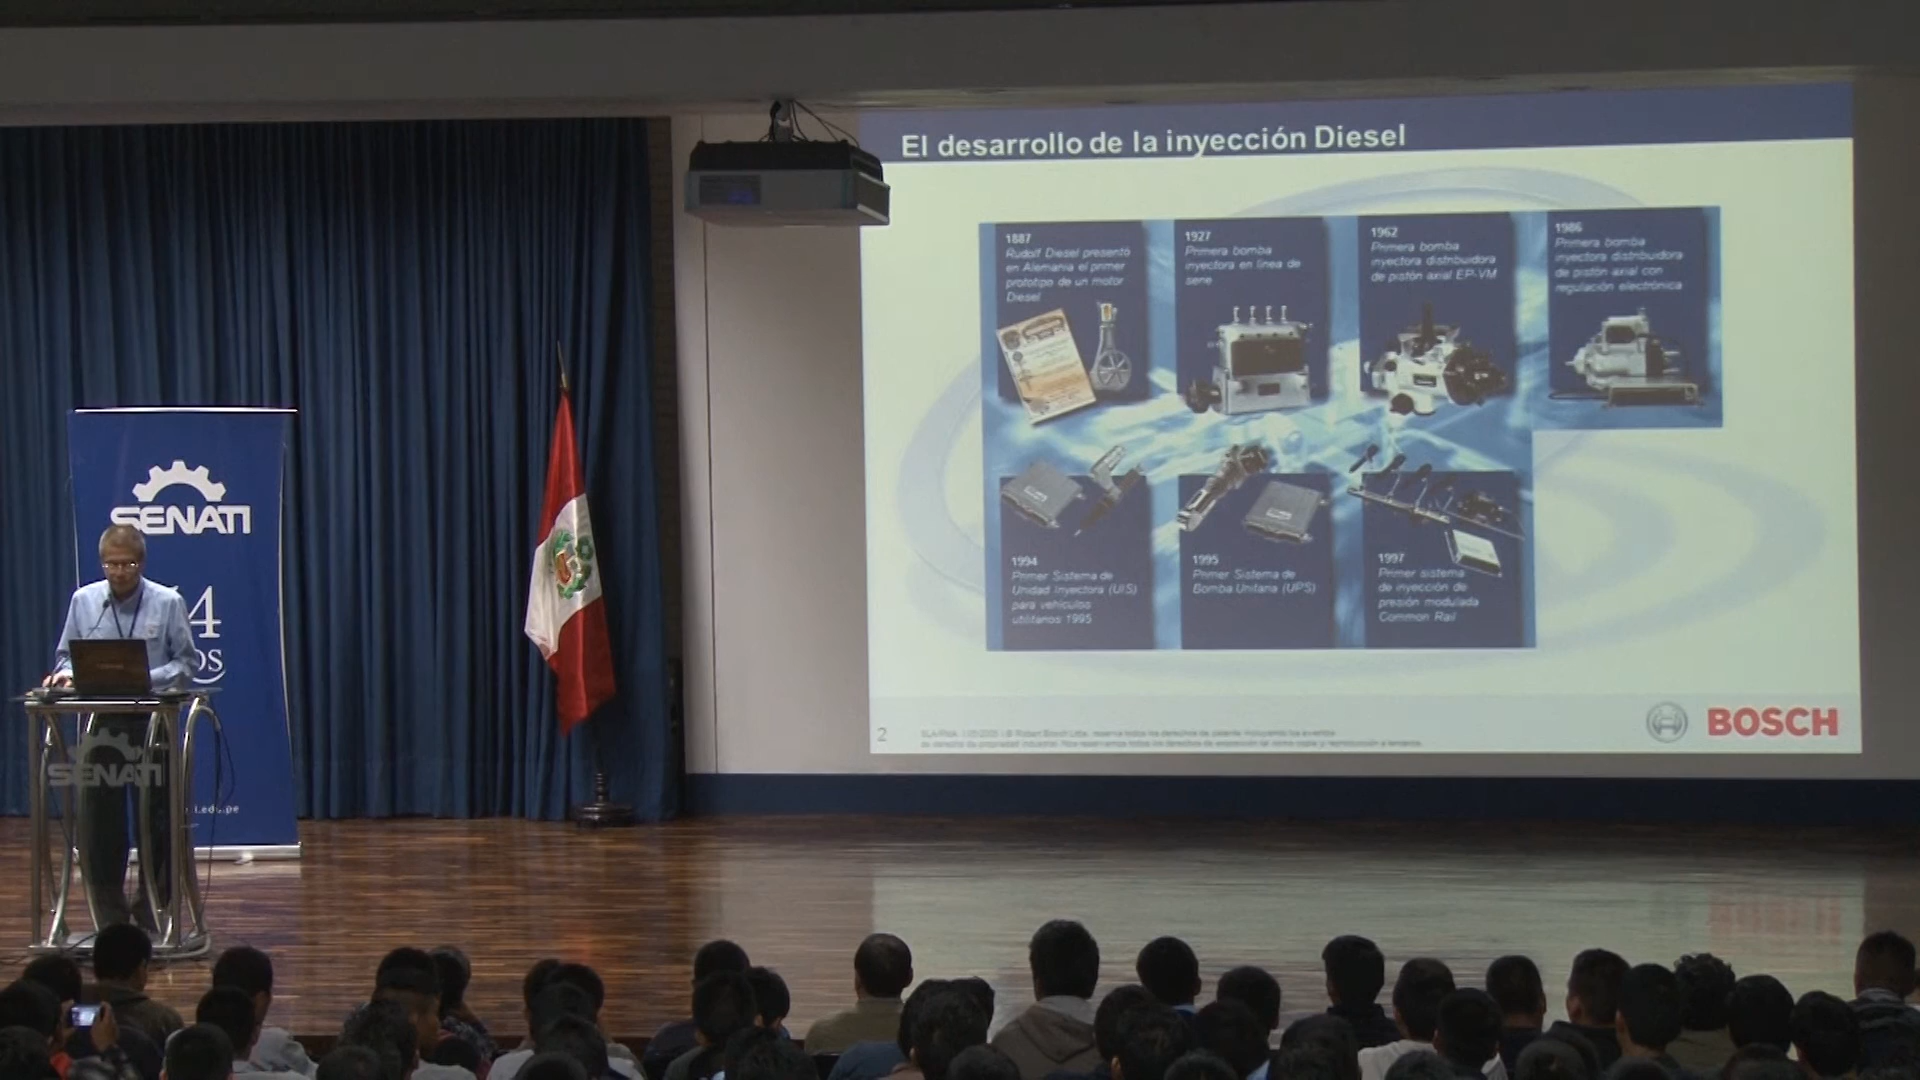 El desarrollo de la inyección Diesel
1887
Rudolf Diesel presentó
en Alemania el primer
prototipo de un motor
Diesel
1927
Primera bomba
inyectora en línea de
serie
1962
Primera bomba
inyectora distribuidora
de pistón axial EP-VM
1986
Primera bomba
inyectora distribuidora
de pistón axial con
regulación electrónica
1994
Primer Sistema de
Unidad Inyectora (UIS)
para vehículos
utilitarios 1995
1995
Primer Sistema de
Bomba Unitaria (UPS)
1997
Primer sistema
de inyección de
presión modulada
Common Rail
2
BOSCH
SENATI
4
OS
SENATI
.edu.pe